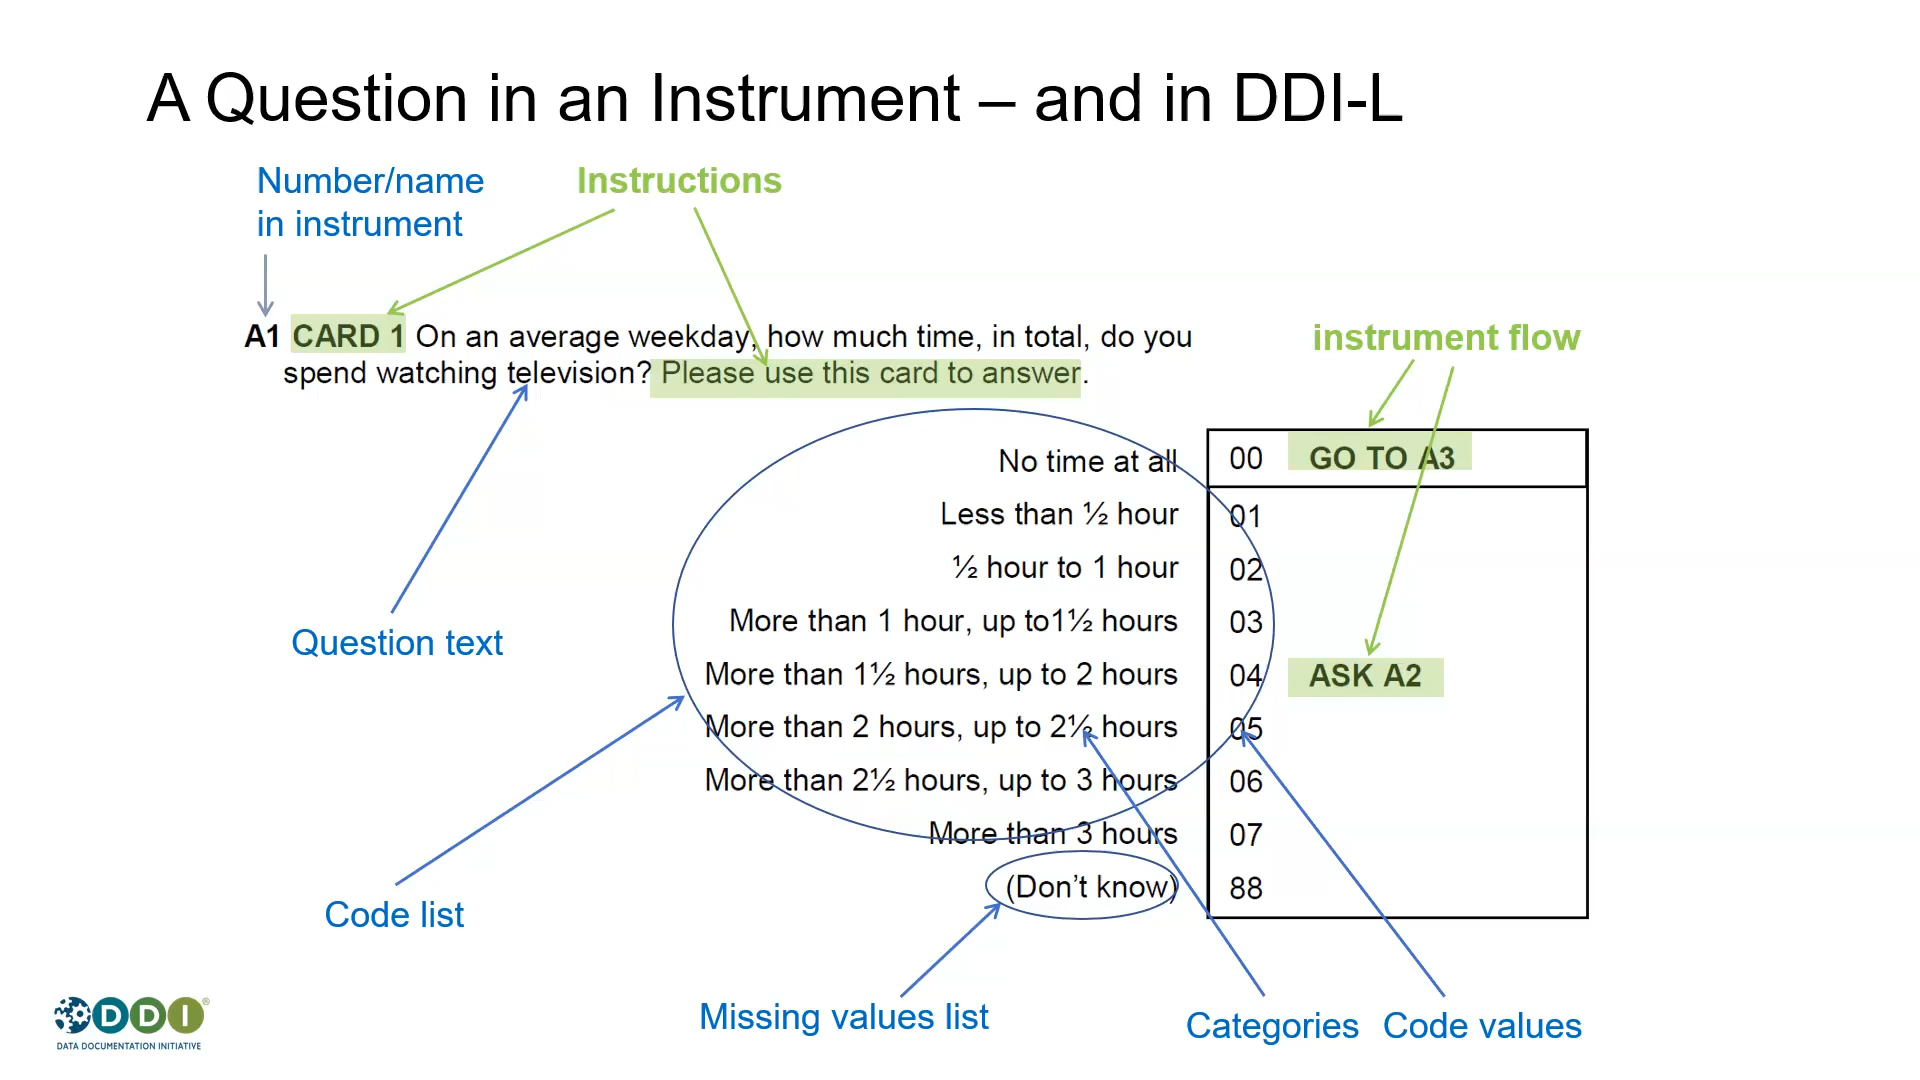 A Question in an Instrument – and in DDI-L
Number/name
in instrument
Instructions
A1 CARD 1 On an average weekday, how much time, in total, do you
spend watching television? Please use this card to answer.
instrument flow
No time at all 00 GO TO A3
Less than ½ hour 01
½ hour to 1 hour 02
More than 1 hour, up to1½ hours 03
More than 1½ hours, up to 2 hours 04 ASK A2
More than 2 hours, up to 2½ hours 05
More than 2½ hours, up to 3 hours 06
More than 3 hours 07
(Don't know) 88
Question text
Code list
Missing values list
Categories
Code values
DDI®
DATA DOCUMENTATION INITIATIVE